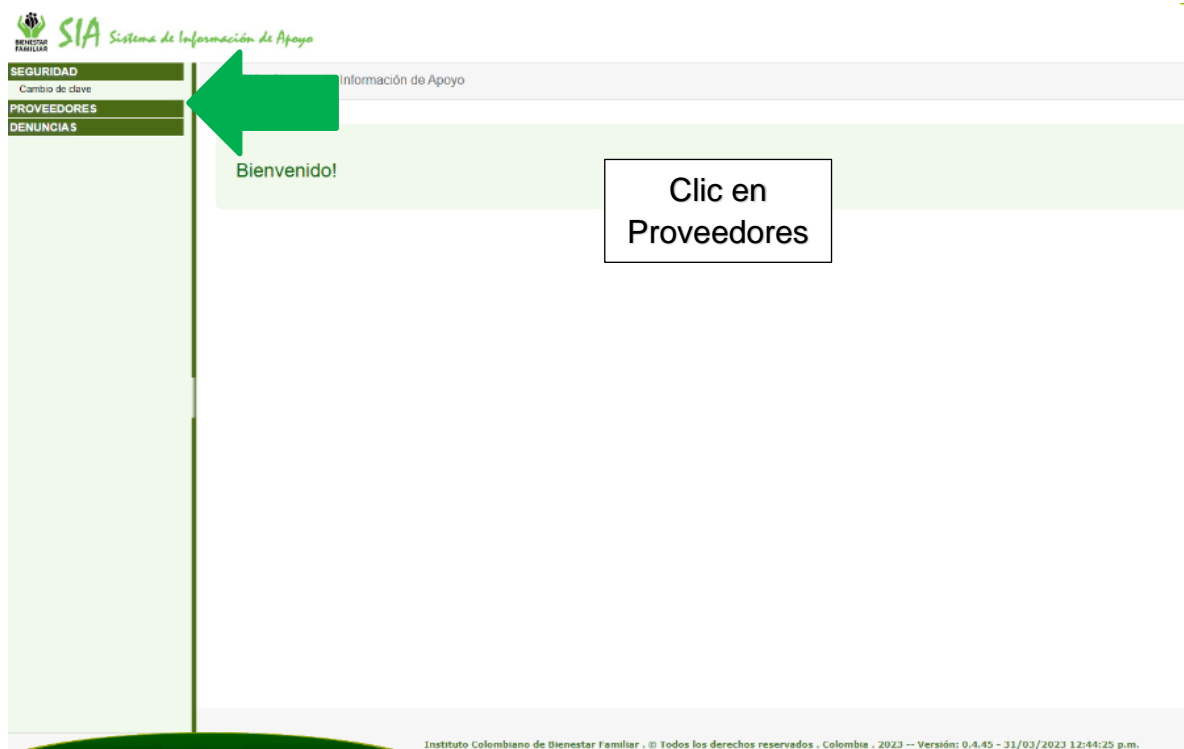 BIENESTAR
FAMILIAR
SIA Sistema de Información de Apoyo
SEGURIDAD
Cambio de clave
PROVEEDORES
DENUNCIAS
Información de Apoyo
Bienvenido!
Clic en
Proveedores
Instituto Colombiano de Bienestar Familiar . © Todos los derechos reservados . Colombia . 2023 -- Versión: 0.4.45 - 31/03/2023 12:44:25 p.m.